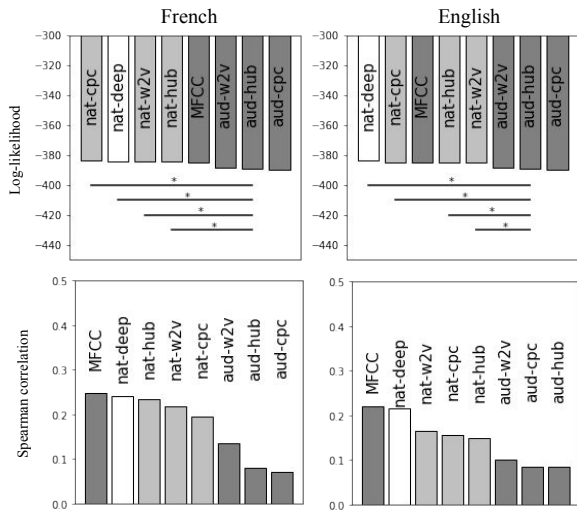 French
English
Log-likelihood
−300
−320
−340
−360
−380
−400
−420
−440
nat-cpc
nat-deep
nat-w2v
nat-hub
MFCC
aud-w2v
aud-hub
aud-cpc
*
*
*
*
−300
−320
−340
−360
−380
−400
−420
−440
nat-deep
nat-cpc
MFCC
nat-hub
nat-w2v
aud-w2v
aud-hub
aud-cpc
*
*
*
*
Spearman correlation
0.5
0.4
0.3
0.2
0.1
0.0
MFCC
nat-deep
nat-hub
nat-w2v
nat-cpc
aud-w2v
aud-hub
aud-cpc
0.5
0.4
0.3
0.2
0.1
0.0
MFCC
nat-deep
nat-w2v
nat-cpc
nat-hub
aud-w2v
aud-cpc
aud-hub